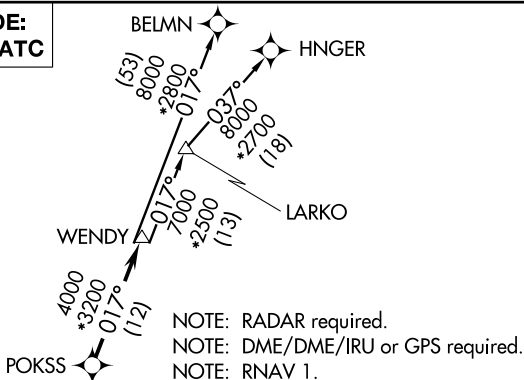 DE:
ATC
BELMN
HNGER
(53)
8000
*2800
017°
037°
8000
*2700
(18)
LARKO
017°
7000
*2500
(13)
WENDY
4000
*3200
017°
(12)
POKSS
NOTE: RADAR required.
NOTE: DME/DME/IRU or GPS required.
NOTE: RNAV 1.